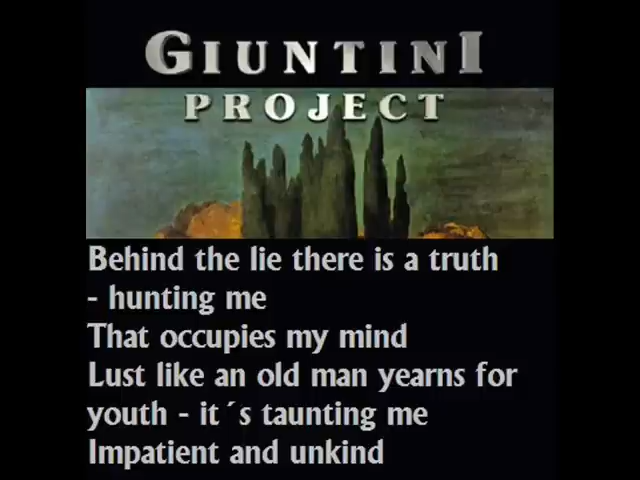 GIUNTINI
PROJECT
Behind the lie there is a truth
- hunting me
That occupies my mind
Lust like an old man yearns for
youth - it´s taunting me
Impatient and unkind